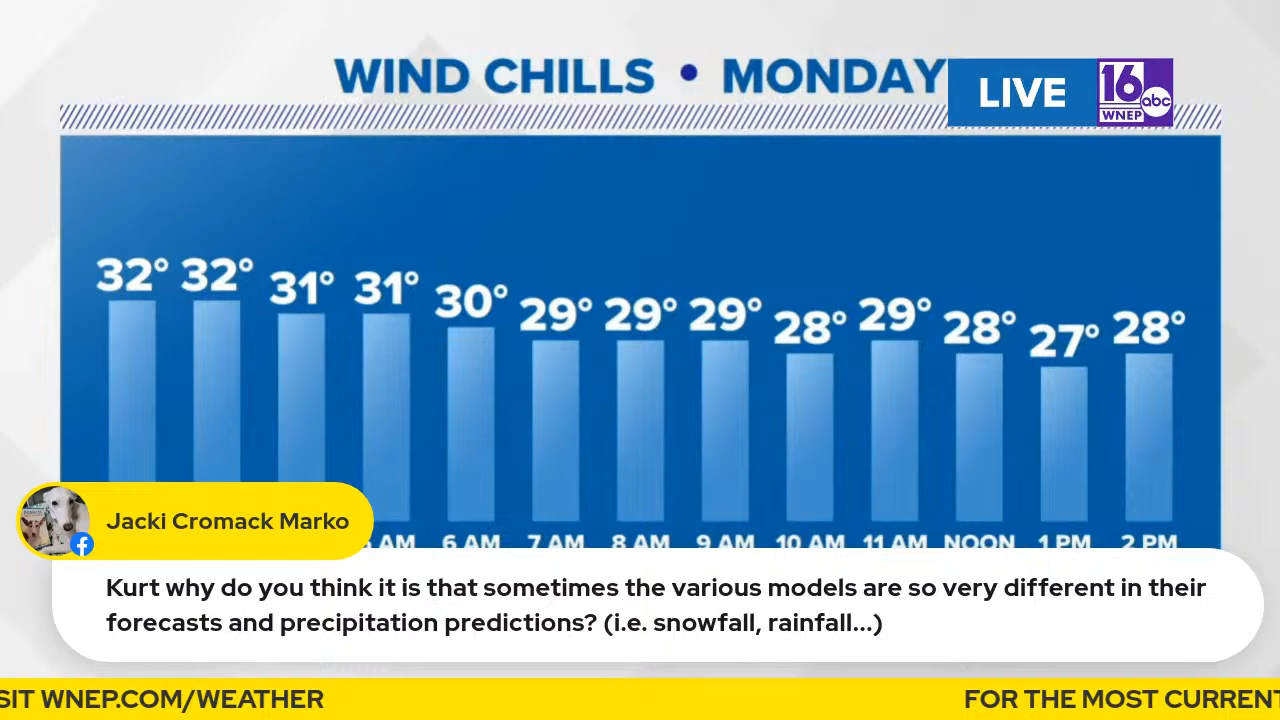 WIND CHILLS • MONDAY
LIVE
16
abc
WNEP
32° 32° 31° 31° 30° 29° 29° 29° 28° 29° 28° 27° 28°
AM 6 AM 7 AM 8 AM 9 AM 10 AM 11 AM NOON 1 PM 2 PM
Jacki Cromack Marko
Kurt why do you think it is that sometimes the various models are so very different in their
forecasts and precipitation predictions? (i.e. snowfall, rainfall...)
SIT WNEP.COM/WEATHER FOR THE MOST CURRENT